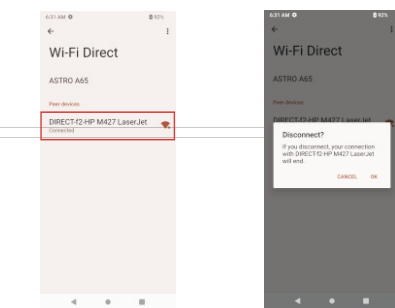 6:31 AM
92%
Wi-Fi Direct
ASTRO A65
Peer devices
DIRECT-f2-HP M427 LaserJet
Connected
6:31 AM
92%
Wi-Fi Direct
ASTRO A65
Peer devices
DIRECT-f2-HP M427 LaserJet
Disconnect?
If you disconnect, your connection
with DIRECT-f2-HP M427 LaserJet
will end.
CANCEL OK